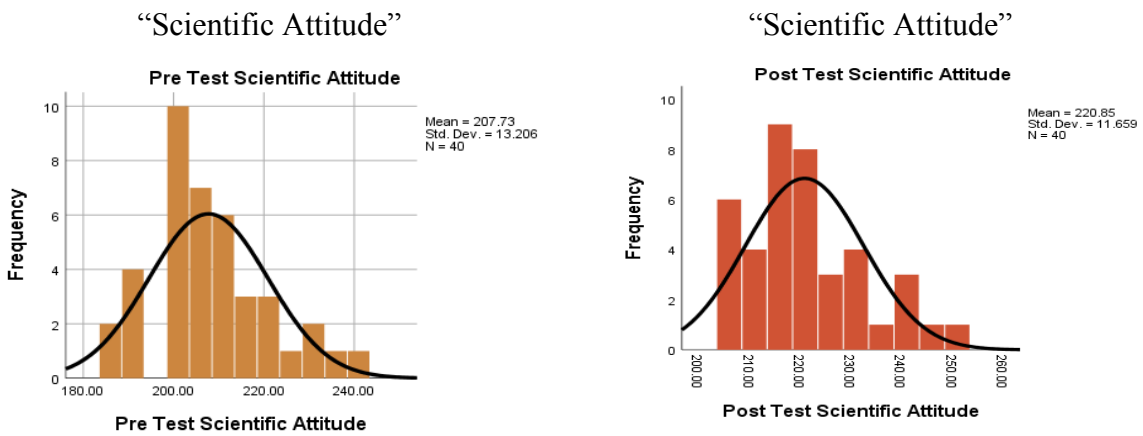 “Scientific Attitude”
Pre Test Scientific Attitude
Mean = 207.73
Std. Dev. = 13.206
N = 40
Frequency
10
8
6
4
2
0
180.00 200.00 220.00 240.00
Pre Test Scientific Attitude
“Scientific Attitude”
Post Test Scientific Attitude
Mean = 220.85
Std. Dev. = 11.659
N = 40
Frequency
10
8
6
4
2
0
200.00 210.00 220.00 230.00 240.00 250.00 260.00
Post Test Scientific Attitude